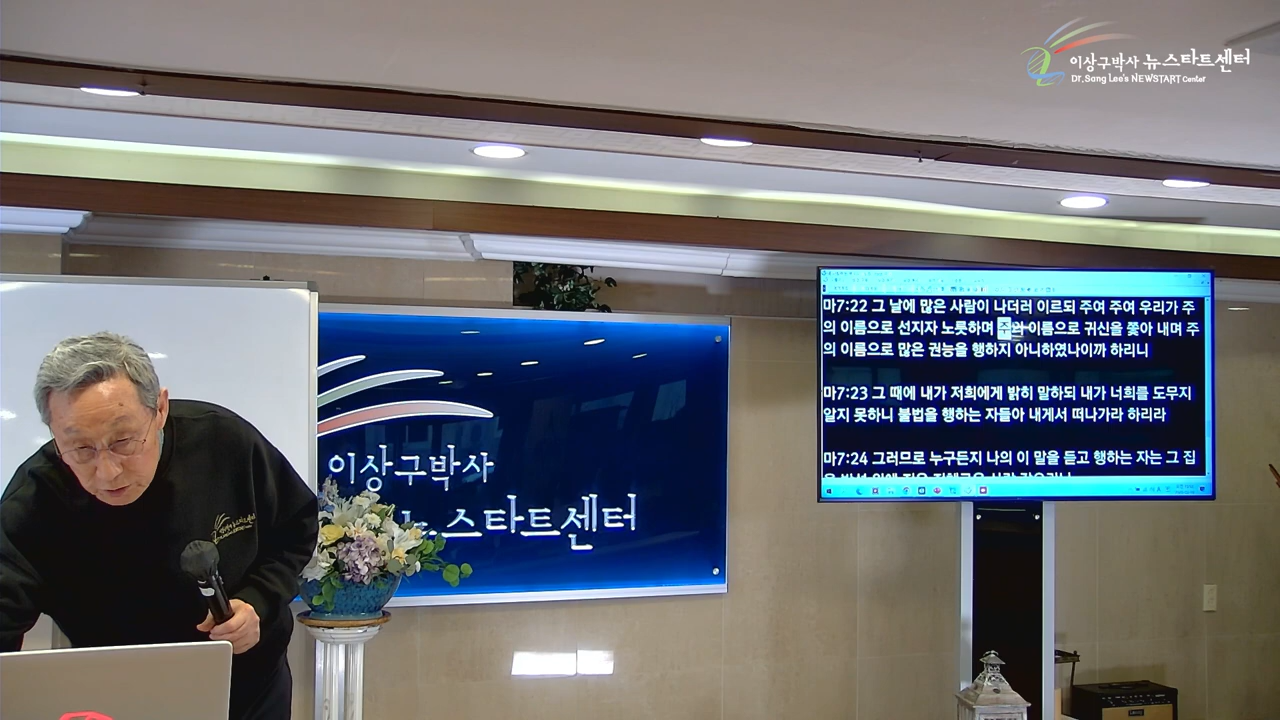 이상구박사 뉴스타트센터
Dr. Sang Lee's NEWSTART Center
마7:22 그 날에 많은 사람이 나더러 이르되 주여 주여 우리가 주
의 이름으로 선지자 노릇하며 주의 이름으로 귀신을 쫓아 내며 주
의 이름으로 많은 권능을 행하지 아니하였나이까 하리니
마7:23 그 때에 내가 저희에게 밝히 말하되 내가 너희를 도무지
알지 못하니 불법을 행하는 자들아 내게서 떠나가라 하리라
마7:24 그러므로 누구든지 나의 이 말을 듣고 행하는 자는 그 집
이상구박사
뉴스타트센터